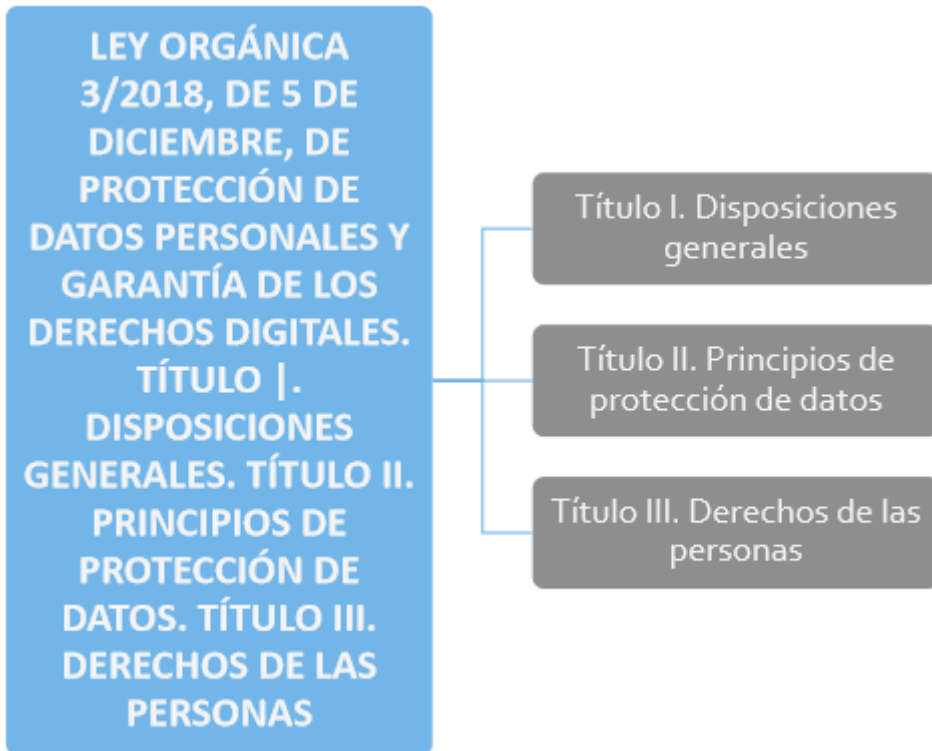 LEY ORGÁNICA
3/2018, DE 5 DE
DICIEMBRE, DE
PROTECCIÓN DE
DATOS PERSONALES Y
GARANTÍA DE LOS
DERECHOS DIGITALES.
TÍTULO |.
DISPOSICIONES
GENERALES. TÍTULO II.
PRINCIPIOS DE
PROTECCIÓN DE
DATOS. TÍTULO III.
DERECHOS DE LAS
PERSONAS
Título I. Disposiciones
generales
Título II. Principios de
protección de datos
Título III. Derechos de las
personas